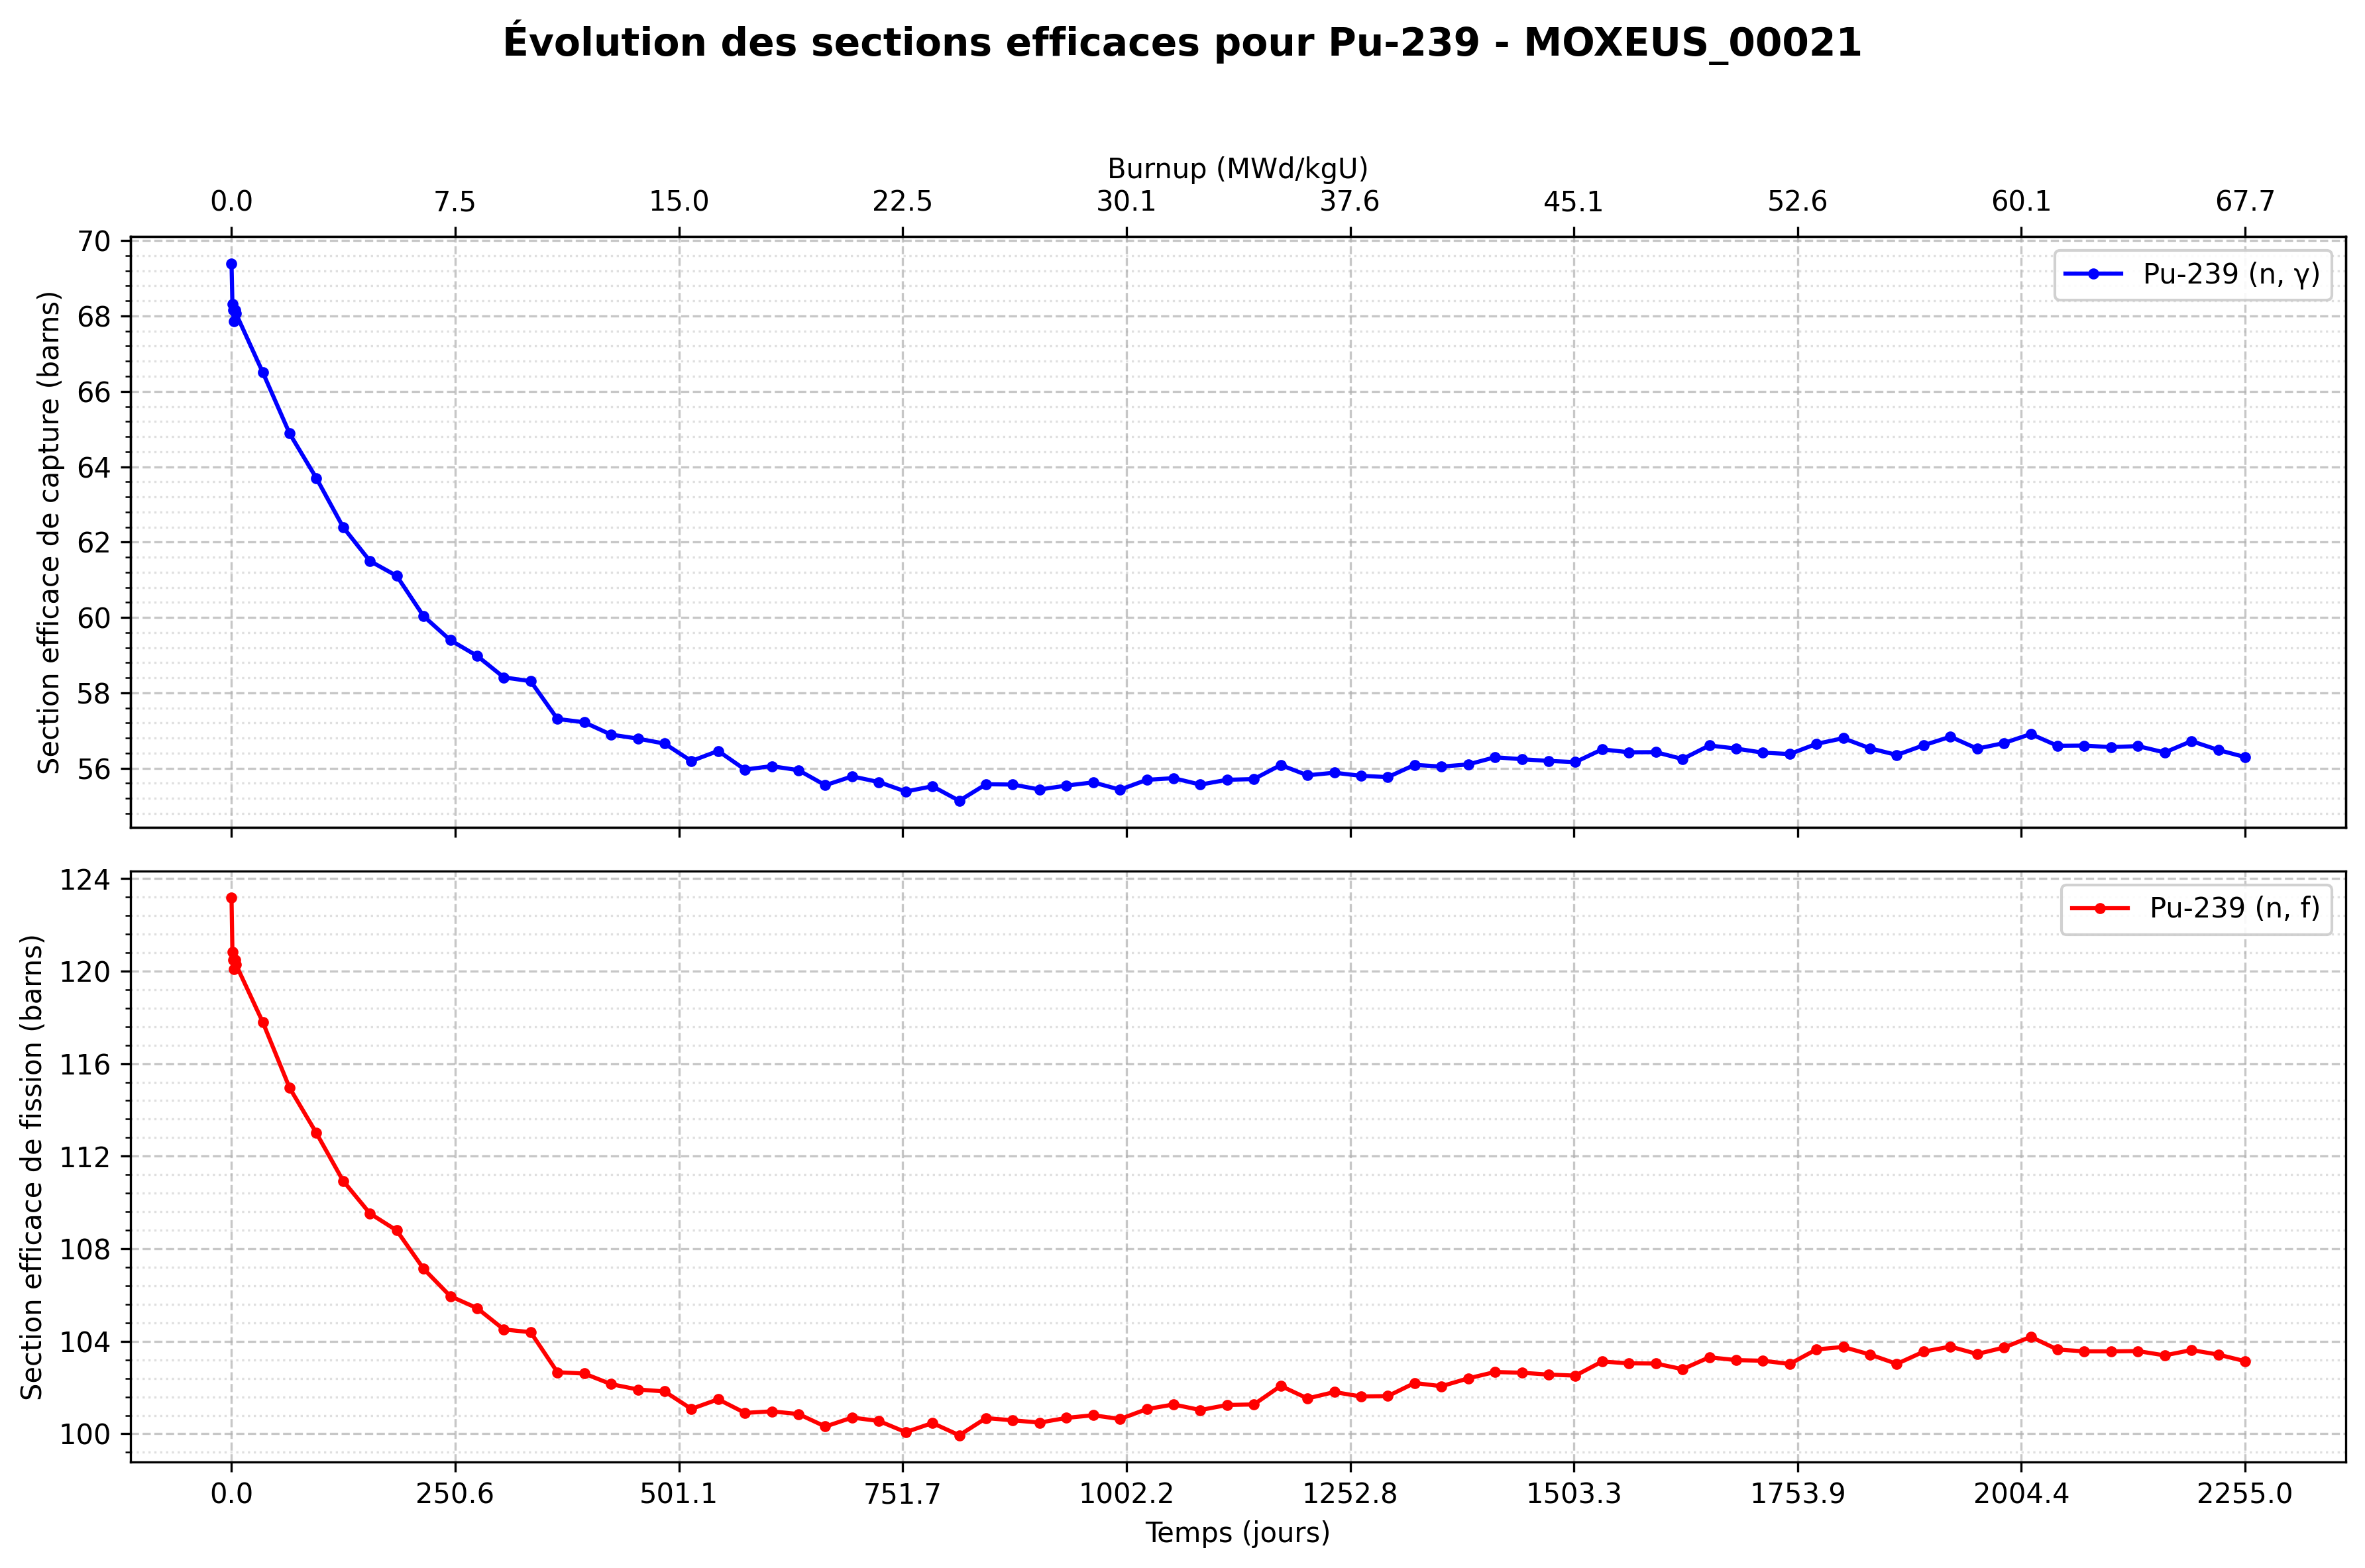 Évolution des sections efficaces pour Pu-239 - MOXEUS_00021
Burnup (MWd/kgU)
0.0 7.5 15.0 22.5 30.1 37.6 45.1 52.6 60.1 67.7
Section efficace de capture (barns)
70
68
66
64
62
60
58
56
Pu-239 (n, γ)
Section efficace de fission (barns)
124
120
116
112
108
104
100
Pu-239 (n, f)
0.0 250.6 501.1 751.7 1002.2 1252.8 1503.3 1753.9 2004.4 2255.0
Temps (jours)